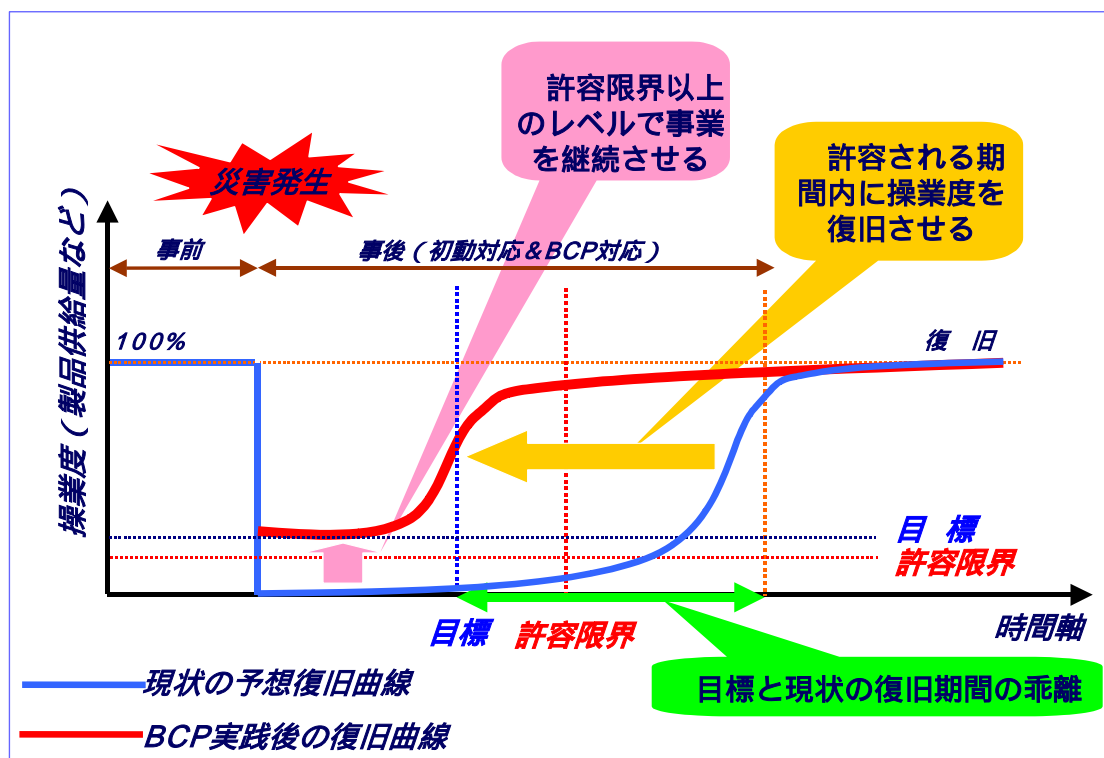 許容限界以上
のレベルで事業
を継続させる
許容される期
間内に操業度を
復旧させる
災害発生
操業度(製品供給量など)
事前
事後(初動対応&BCP対応)
100%
復 旧
目 標
許容限界
目標
許容限界
時間軸
目標と現状の復旧期間の乖離
現状の予想復旧曲線
BCP実践後の復旧曲線